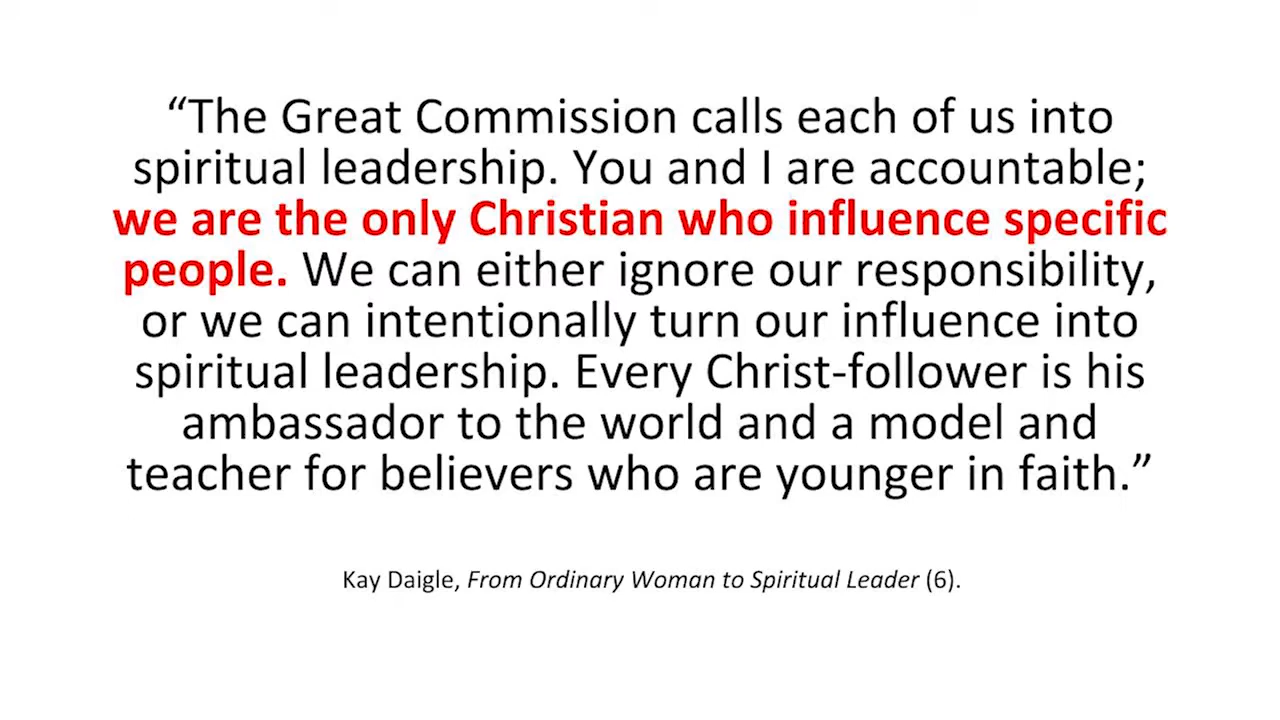 “The Great Commission calls each of us into
spiritual leadership. You and I are accountable;
we are the only Christian who influence specific
people. We can either ignore our responsibility,
or we can intentionally turn our influence into
spiritual leadership. Every Christ-follower is his
ambassador to the world and a model and
teacher for believers who are younger in faith.”
Kay Daigle, From Ordinary Woman to Spiritual Leader (6).